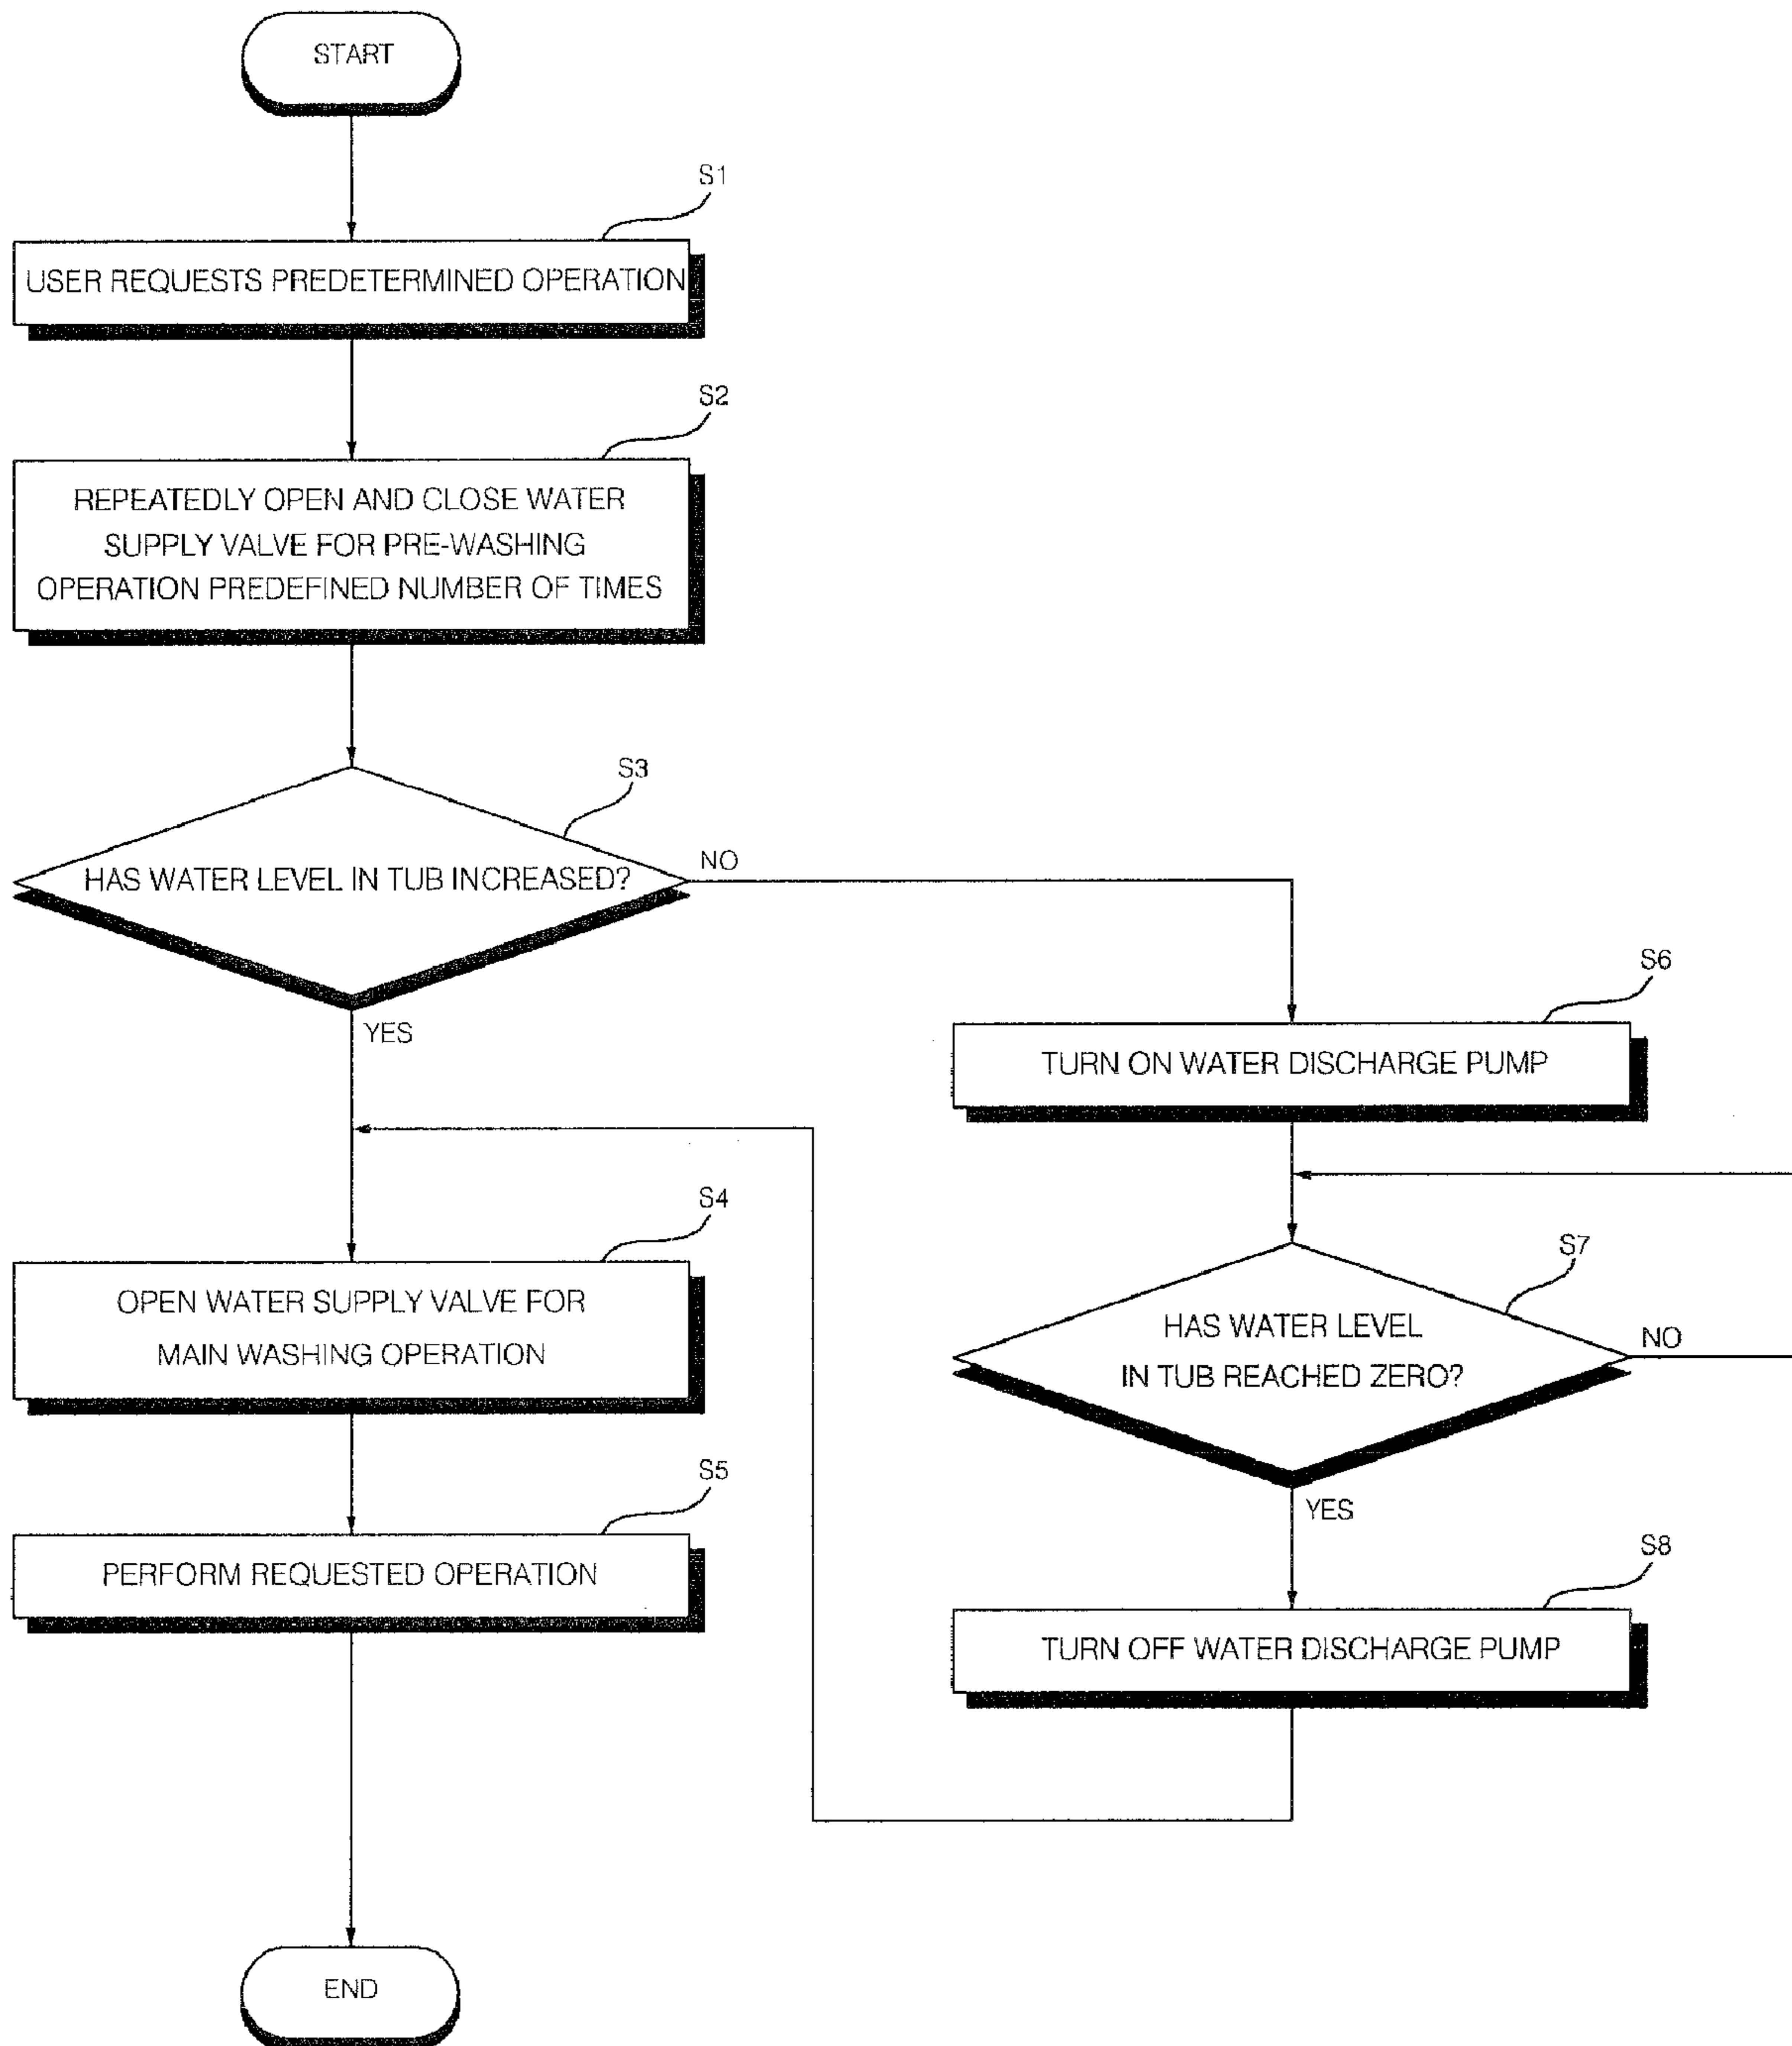 START
S1
USER REQUESTS PREDETERMINED OPERATION
S2
REPEATEDLY OPEN AND CLOSE WATER
SUPPLY VALVE FOR PRE-WASHING
OPERATION PREDEFINED NUMBER OF TIMES
S3
HAS WATER LEVEL IN TUB INCREASED?
NO
YES
S4
OPEN WATER SUPPLY VALVE FOR
MAIN WASHING OPERATION
S5
PERFORM REQUESTED OPERATION
S6
TURN ON WATER DISCHARGE PUMP
S7
HAS WATER LEVEL
IN TUB REACHED ZERO?
NO
YES
S8
TURN OFF WATER DISCHARGE PUMP
END